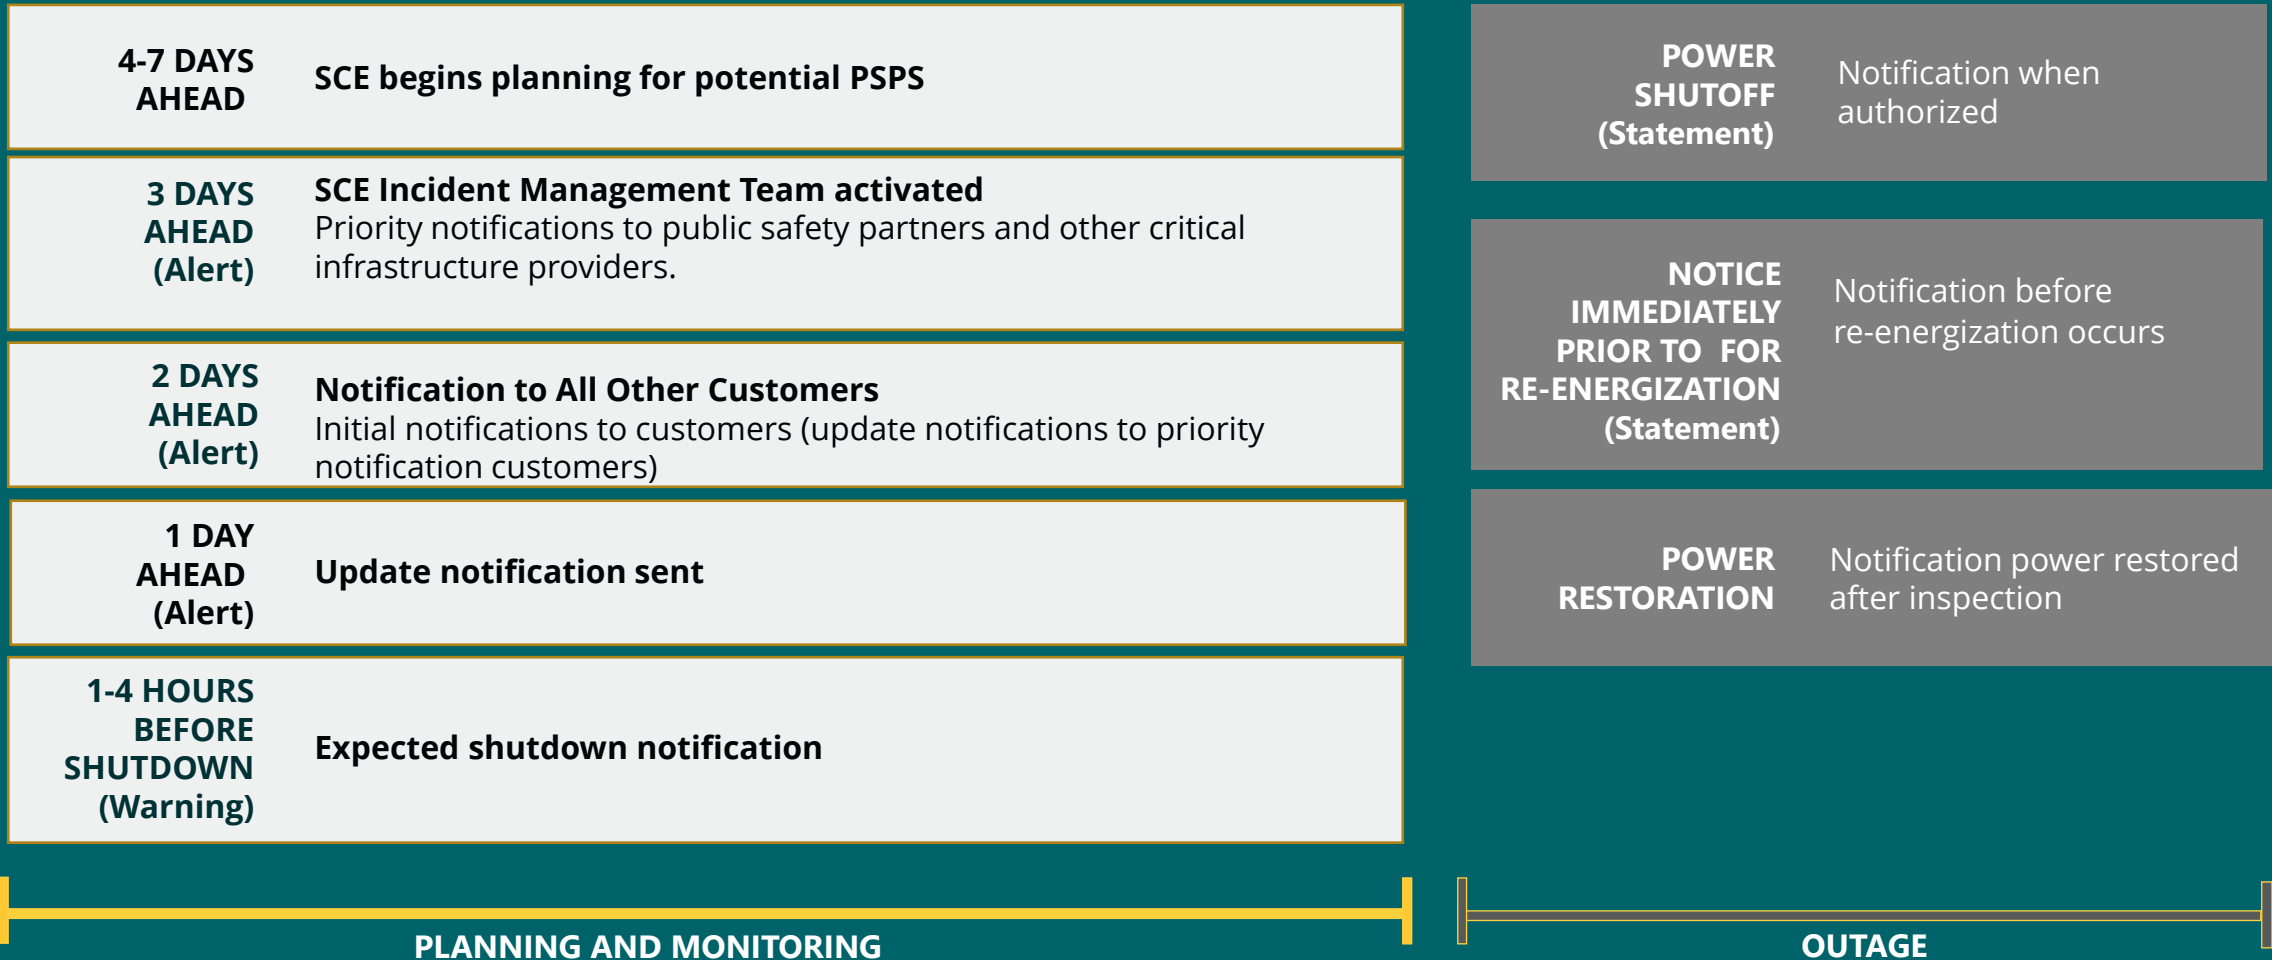 4-7 DAYS
AHEAD
SCE begins planning for potential PSPS
3 DAYS
AHEAD
(Alert)
SCE Incident Management Team activated
Priority notifications to public safety partners and other critical
infrastructure providers.
2 DAYS
AHEAD
(Alert)
Notification to All Other Customers
Initial notifications to customers (update notifications to priority
notification customers)
1 DAY
AHEAD
(Alert)
Update notification sent
1-4 HOURS
BEFORE
SHUTDOWN
(Warning)
Expected shutdown notification
PLANNING AND MONITORING
POWER
SHUTOFF
(Statement)
Notification when
authorized
NOTICE
IMMEDIATELY
PRIOR TO  FOR
RE-ENERGIZATION
(Statement)
Notification before
re-energization occurs
POWER
RESTORATION
Notification power restored
after inspection
OUTAGE